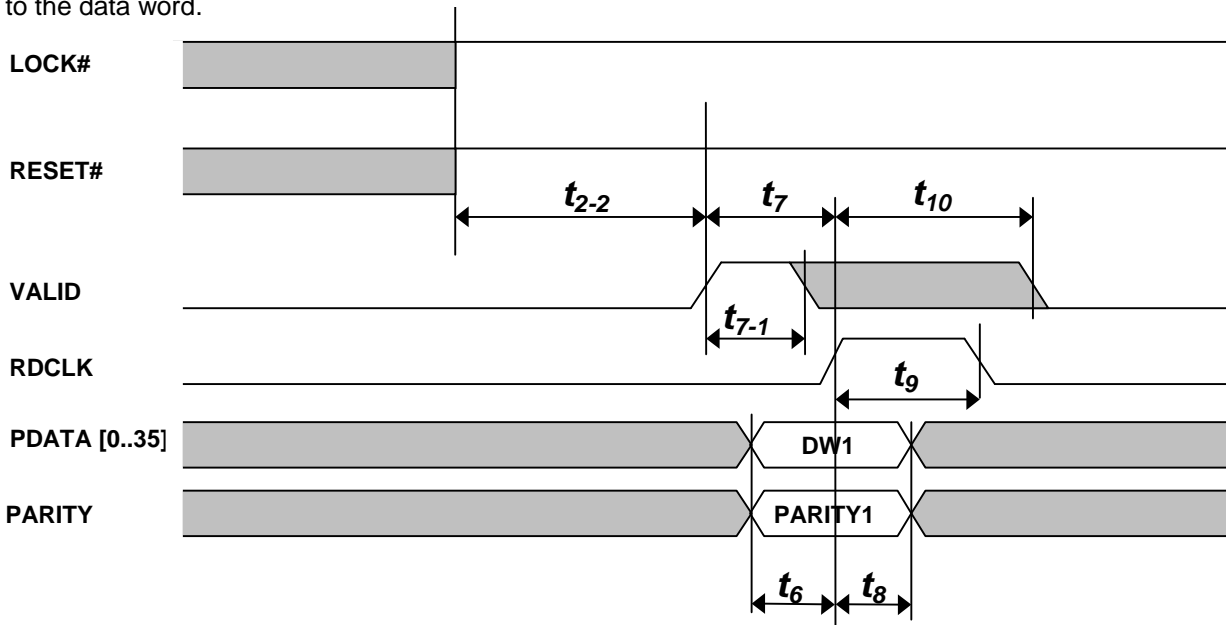 to the data word.
LOCK#
RESET#
t2-2 t7 t10
VALID
t7-1
RDCLK
t9
PDATA [0..35] DW1
PARITY PARITY1
t6 t8